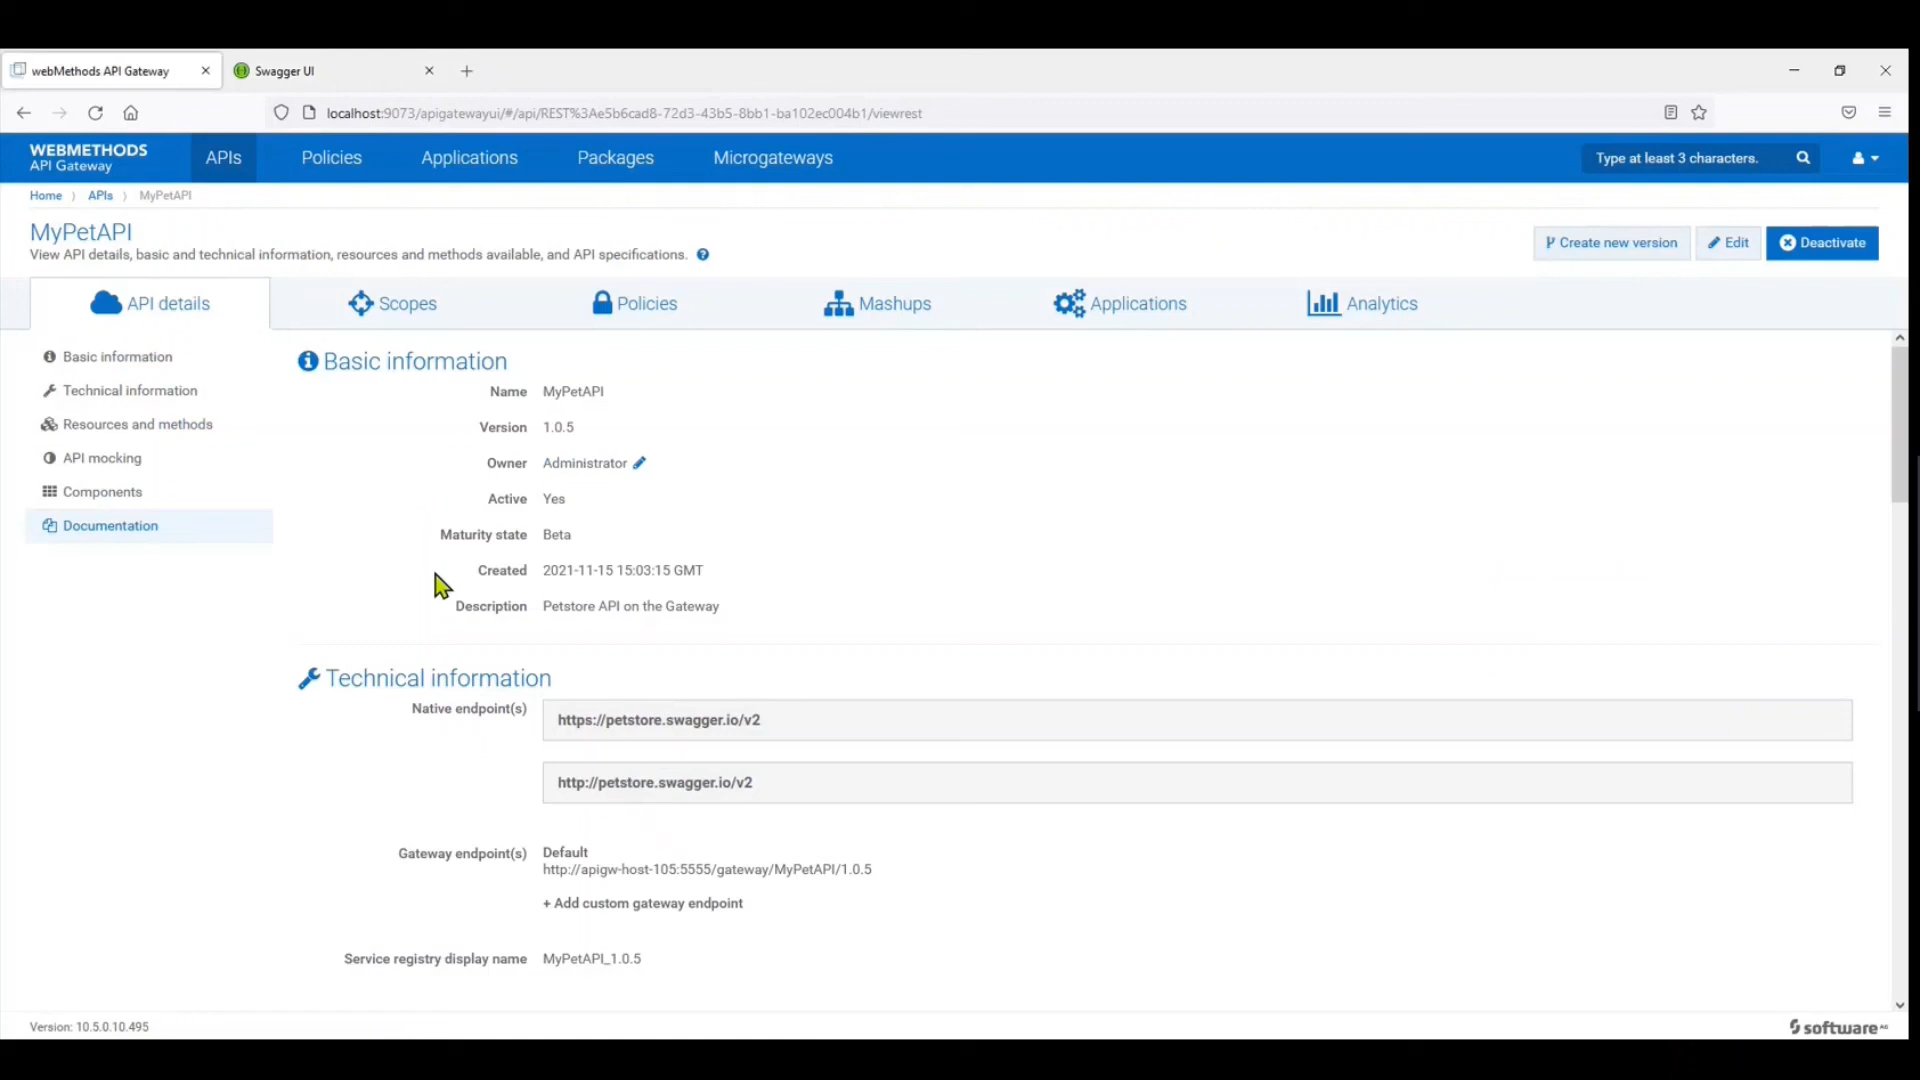 webMethods API Gateway
Swagger UI
localhost:9073/apigatewayui/#/api/REST%3Ae5b6cad8-72d3-43b5-8bb1-ba102ec004b1/viewrest
WEBMETHODS
API Gateway
APIs
Policies
Applications
Packages
Microgateways
Type at least 3 characters.
Home
APIs
MyPetAPI
MyPetAPI
View API details, basic and technical information, resources and methods available, and API specifications.
Create new version
Edit
Deactivate
API details
Scopes
Policies
Mashups
Applications
Analytics
Basic information
Technical information
Resources and methods
API mocking
Components
Documentation
Basic information
Name MyPetAPI
Version 1.0.5
Owner Administrator
Active Yes
Maturity state Beta
Created 2021-11-15 15:03:15 GMT
Description Petstore API on the Gateway
Technical information
Native endpoint(s) https://petstore.swagger.io/v2
http://petstore.swagger.io/v2
Gateway endpoint(s) Default
http://apigw-host-105:5555/gateway/MyPetAPI/1.0.5
+ Add custom gateway endpoint
Service registry display name MyPetAPI_1.0.5
Version: 10.5.0.10.495
software AG